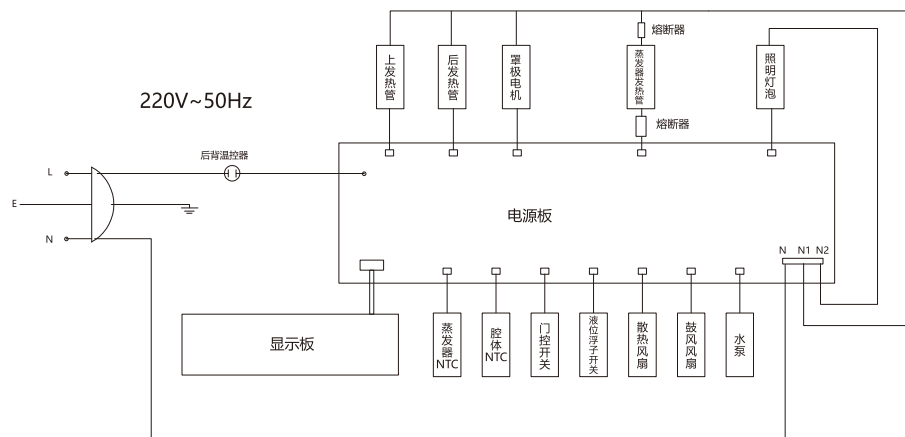 熔断器
上发热管
后发热管
罩极电机
蒸发器发热管
照明灯泡
220V~50Hz
熔断器
后背温控器
L
E
N
电源板
N N1 N2
显示板
蒸发器NTC
腔体NTC
门控开关
液位浮子开关
散热风扇
鼓风风扇
水泵